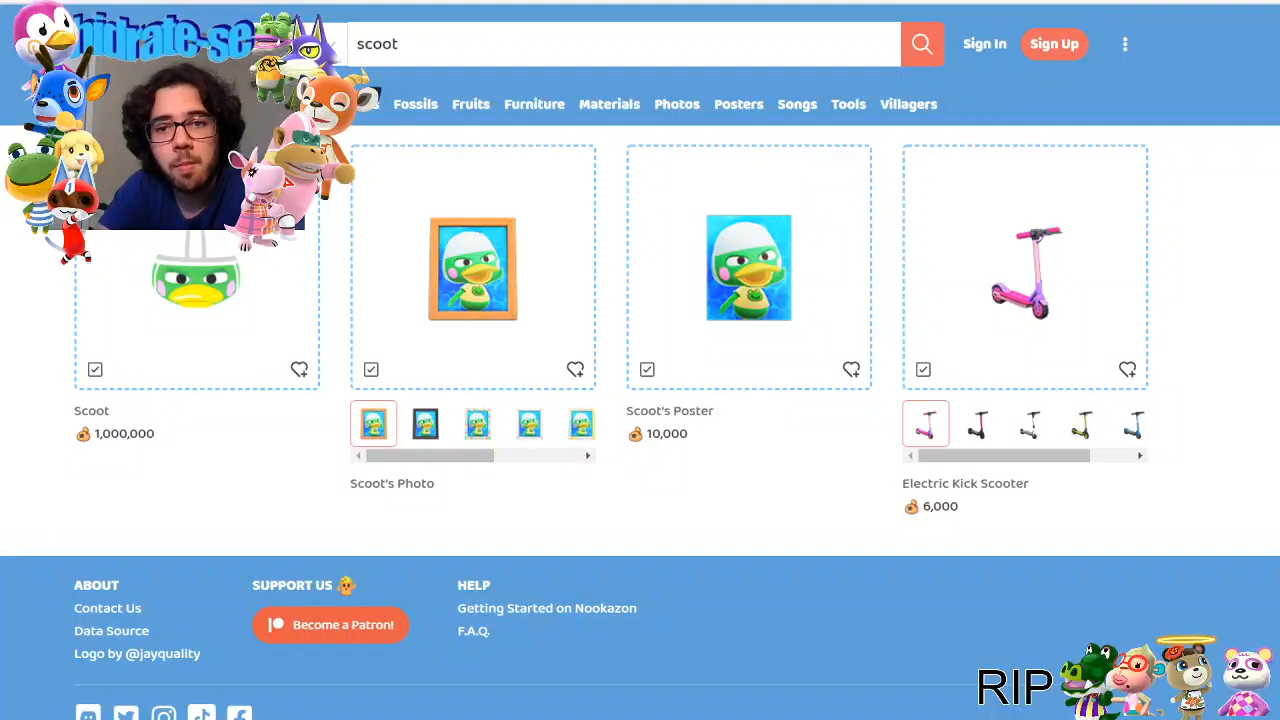 hidrate-se
scoot
Sign In
Sign Up
Fossils
Fruits
Furniture
Materials
Photos
Posters
Songs
Tools
Villagers
Scoot
1,000,000
Scoot's Photo
Scoot's Poster
10,000
Electric Kick Scooter
6,000
ABOUT
Contact Us
Data Source
Logo by @jayquality
SUPPORT US
Become a Patron!
HELP
Getting Started on Nookazon
F.A.Q.
RIP